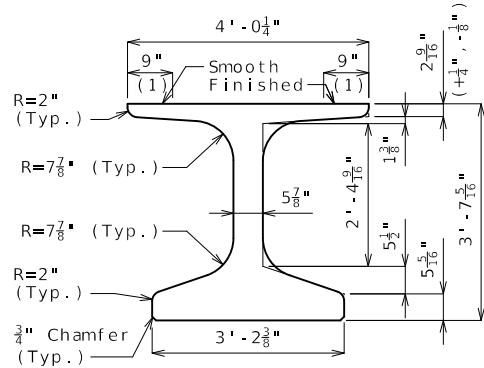 4'-0¼"
9" 9"
(1) (1)
Smooth
Finished
2 9/16"
(+¼", -⅛")
R=2"
(Typ.)
R=7⅞" (Typ.)
1⅜"
2'-4 9/16"
5⅞"
3'-7 5/16"
R=7⅞" (Typ.)
5½"
5 5/16"
R=2"
(Typ.)
¾" Chamfer
(Typ.)
3'-2⅜"